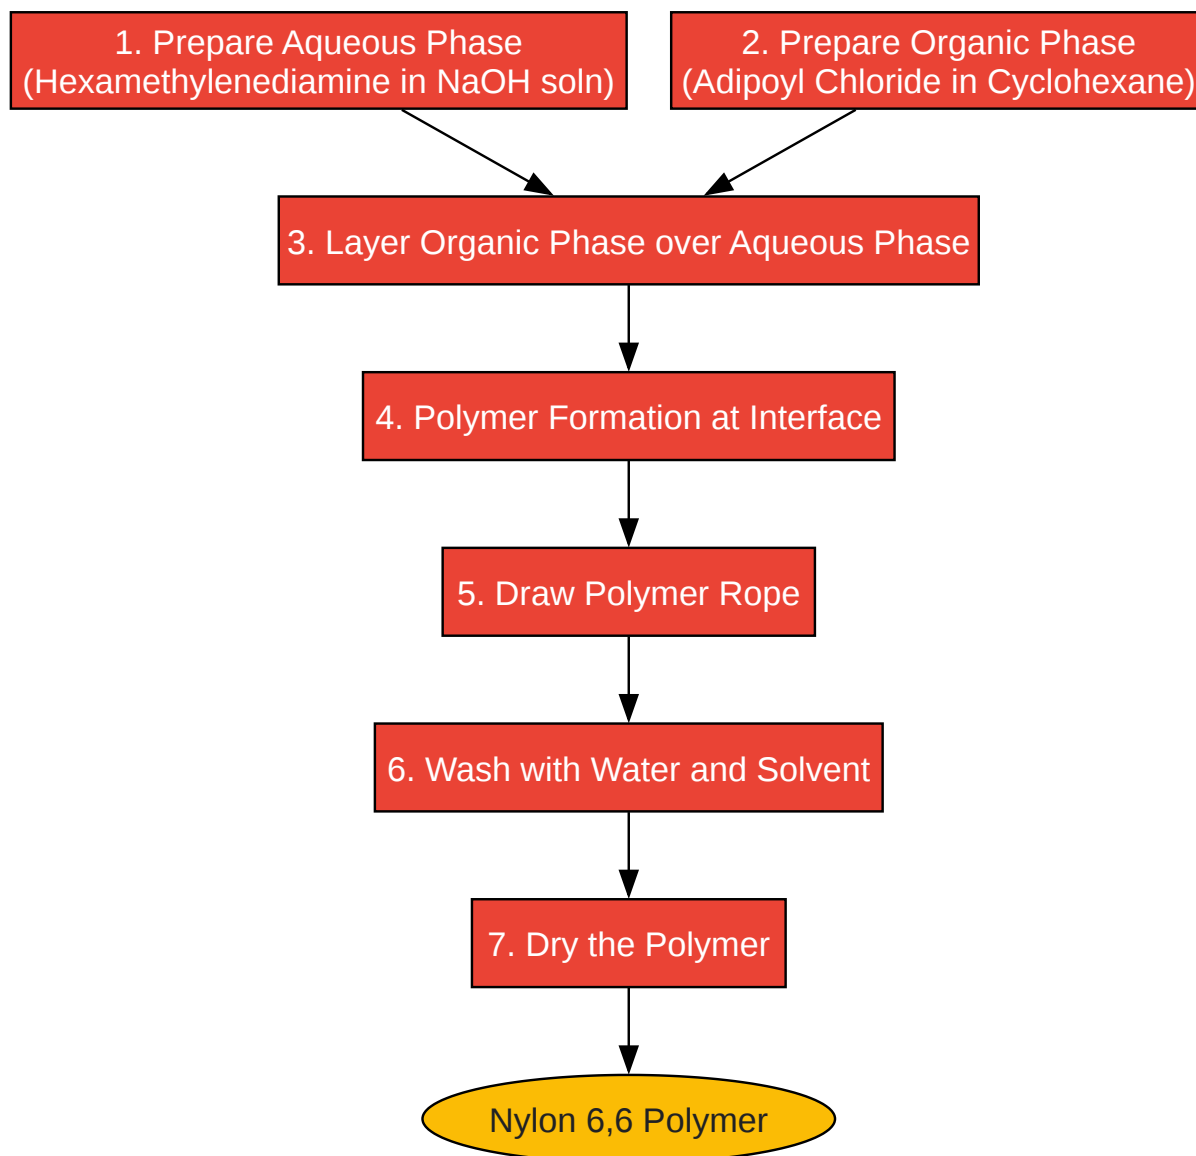 1. Prepare Aqueous Phase
(Hexamethylenediamine in NaOH soln)
2. Prepare Organic Phase
(Adipoyl Chloride in Cyclohexane)
3. Layer Organic Phase over Aqueous Phase
4. Polymer Formation at Interface
5. Draw Polymer Rope
6. Wash with Water and Solvent
7. Dry the Polymer
Nylon 6,6 Polymer